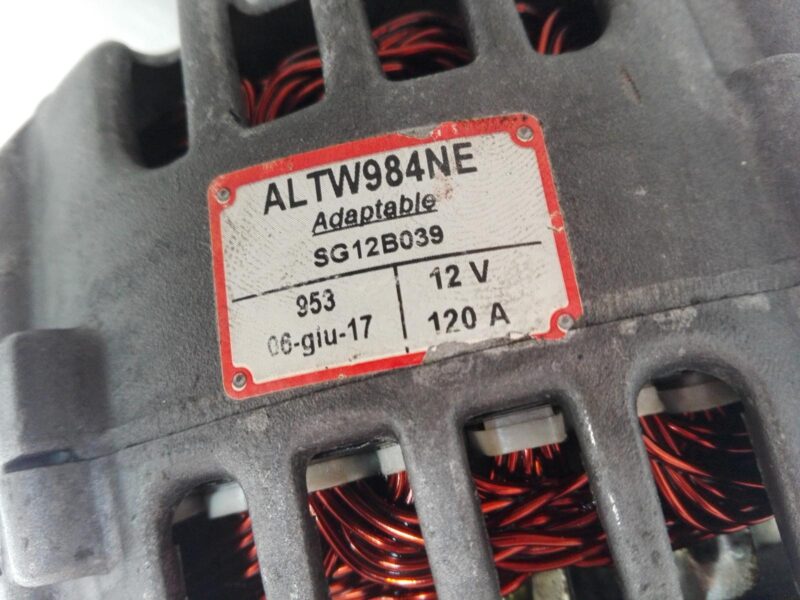 ALTW984NE
Adaptable
SG12B039
953
12 V
06-giu-17
120 A